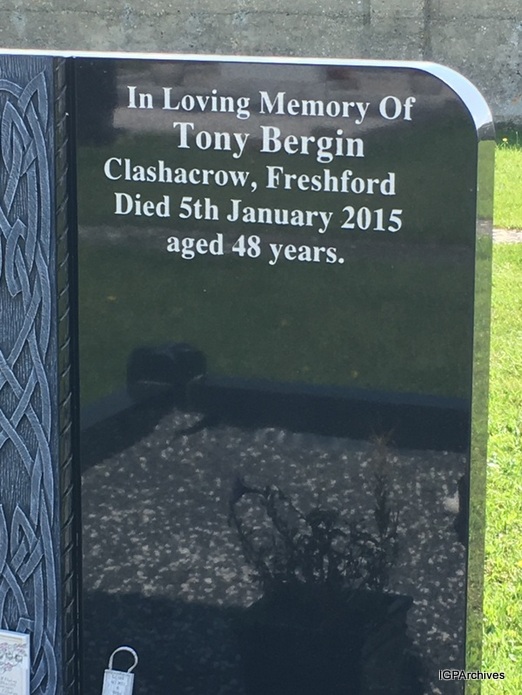 In Loving Memory Of
Tony Bergin
Clashacrow, Freshford
Died 5th January 2015
aged 48 years.
IGPArchives